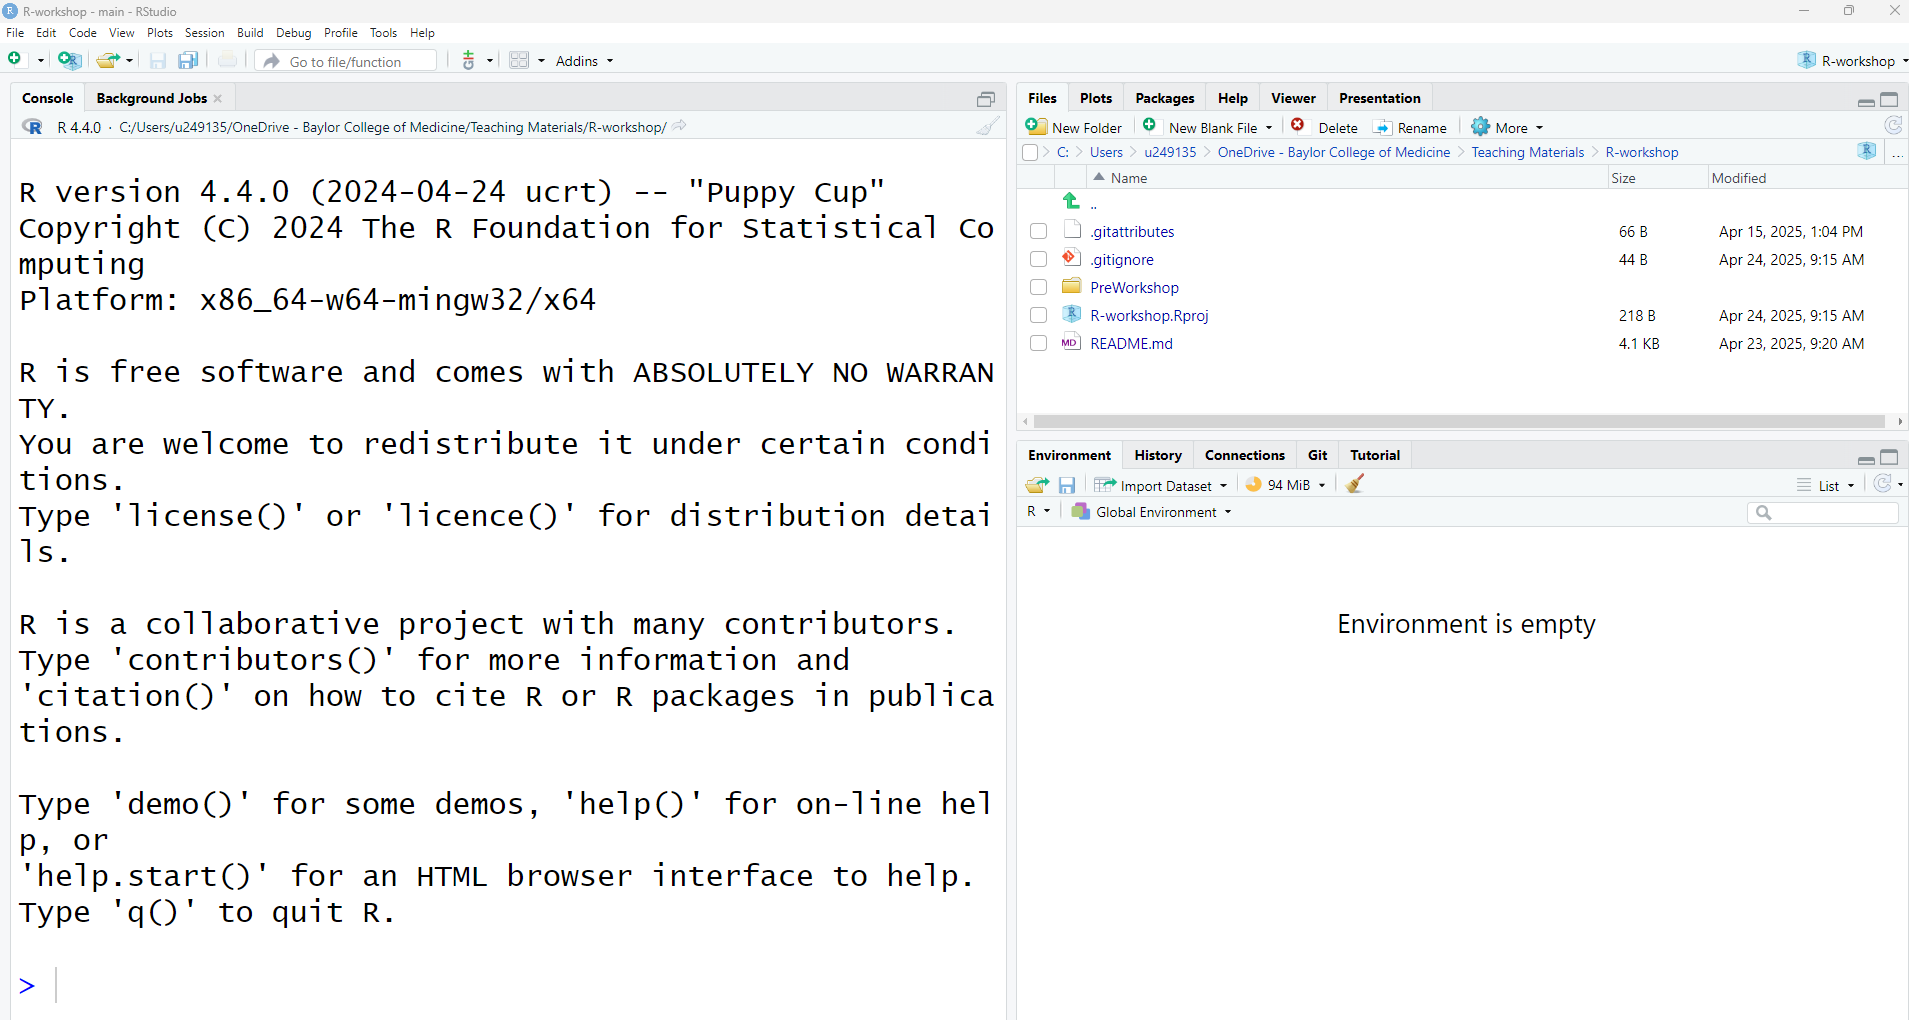 R-workshop - main - RStudio
File Edit Code View Plots Session Build Debug Profile Tools Help
Go to file/function Addins R-workshop
Console Background Jobs
R 4.4.0 · C:/Users/u249135/OneDrive - Baylor College of Medicine/Teaching Materials/R-workshop/
R version 4.4.0 (2024-04-24 ucrt) -- "Puppy Cup"
Copyright (C) 2024 The R Foundation for Statistical Co
mputing
Platform: x86_64-w64-mingw32/x64
R is free software and comes with ABSOLUTELY NO WARRAN
TY.
You are welcome to redistribute it under certain condi
tions.
Type 'license()' or 'licence()' for distribution detai
ls.
R is a collaborative project with many contributors.
Type 'contributors()' for more information and
'citation()' on how to cite R or R packages in publica
tions.
Type 'demo()' for some demos, 'help()' for on-line hel
p, or
'help.start()' for an HTML browser interface to help.
Type 'q()' to quit R.
>
Files Plots Packages Help Viewer Presentation
New Folder New Blank File Delete Rename More
C: Users u249135 OneDrive - Baylor College of Medicine Teaching Materials R-workshop ...
Name Size Modified
..
.gitattributes 66 B Apr 15, 2025, 1:04 PM
.gitignore 44 B Apr 24, 2025, 9:15 AM
PreWorkshop
R-workshop.Rproj 218 B Apr 24, 2025, 9:15 AM
MD README.md 4.1 KB Apr 23, 2025, 9:20 AM
Environment History Connections Git Tutorial
Import Dataset 94 MiB List
R Global Environment
Environment is empty